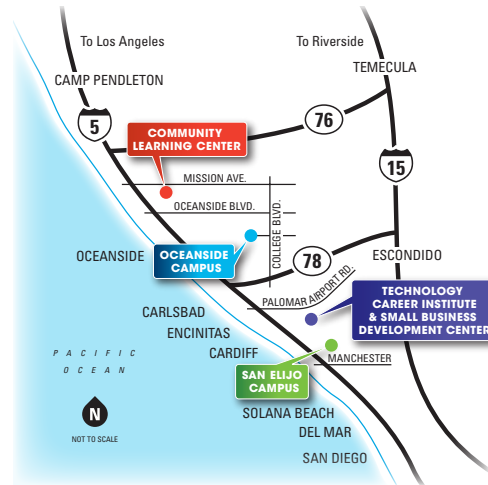 To Los Angeles
To Riverside
TEMECULA
CAMP PENDLETON
5
76
COMMUNITY
LEARNING CENTER
15
MISSION AVE.
OCEANSIDE BLVD.
COLLEGE BLVD.
OCEANSIDE
OCEANSIDE
CAMPUS
78
ESCONDIDO
PALOMAR AIRPORT RD.
TECHNOLOGY
CAREER INSTITUTE
& SMALL BUSINESS
DEVELOPMENT CENTER
CARLSBAD
ENCINITAS
CARDIFF
PACIFIC
OCEAN
MANCHESTER
SAN ELIJO
CAMPUS
SOLANA BEACH
DEL MAR
SAN DIEGO
N
NOT TO SCALE